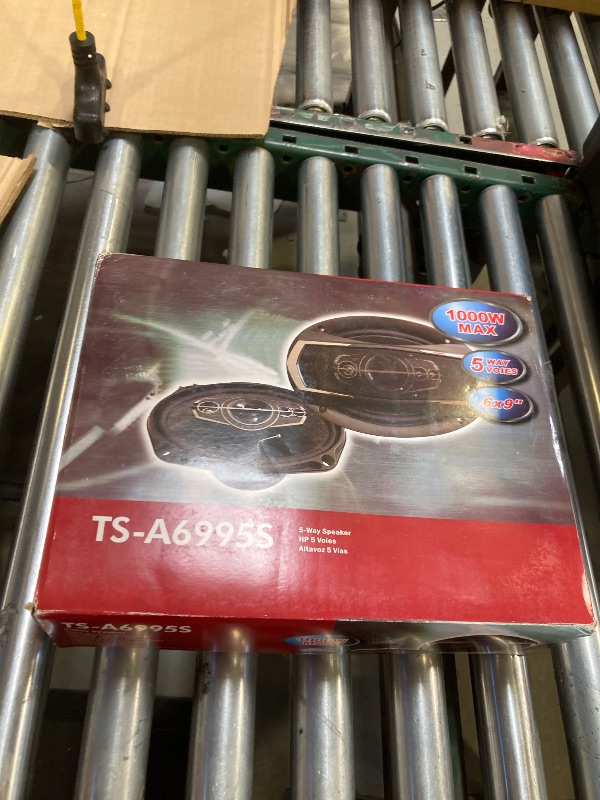 1000W
MAX
5 WAY
VOIES
6x9"
TS-A6995S
5-Way Speaker
HP 5 Voies
Altavoz 5 Vías
TS-A6995S